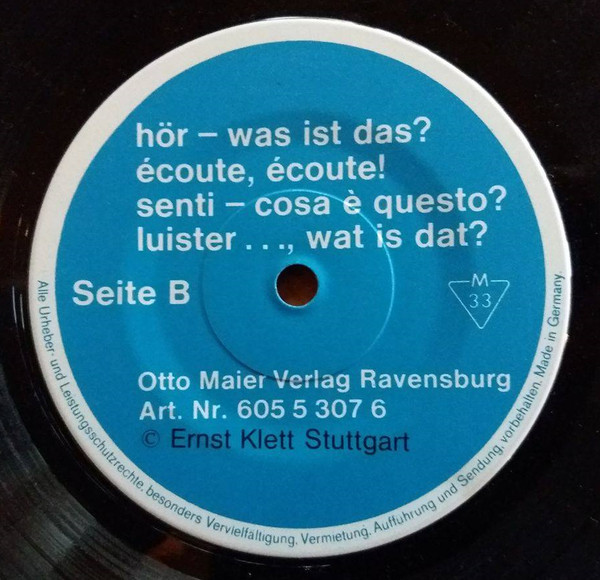 hör – was ist das?
écoute, écoute!
senti – cosa è questo?
luister . . ., wat is dat?
Seite B
M
33
Otto Maier Verlag Ravensburg
Art. Nr. 605 5 307 6
© Ernst Klett Stuttgart
Alle Urheber- und Leistungsschutzrechte, besonders Vervielfältigung, Vermietung, Aufführung und Sendung, vorbehalten. Made in Germany